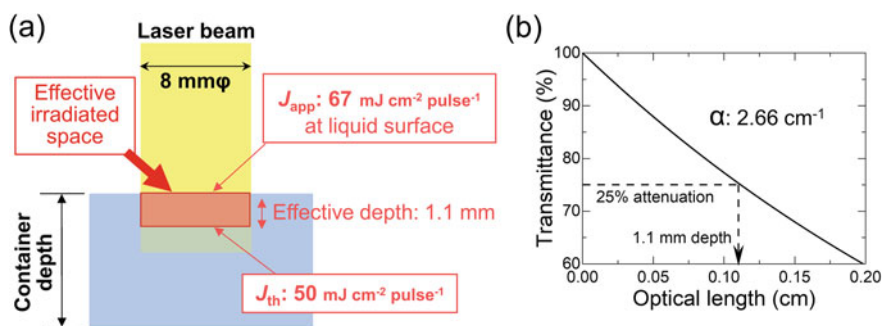 (a)
Laser beam
8 mmφ
Effective
irradiated
space
Japp: 67 mJ cm-2 pulse-1
at liquid surface
Effective depth: 1.1 mm
Container
depth
Jth: 50 mJ cm-2 pulse-1
(b)
Transmittance (%)
100
90
80
70
60
α: 2.66 cm-1
25% attenuation
1.1 mm depth
0.00 0.05 0.10 0.15 0.20
Optical length (cm)